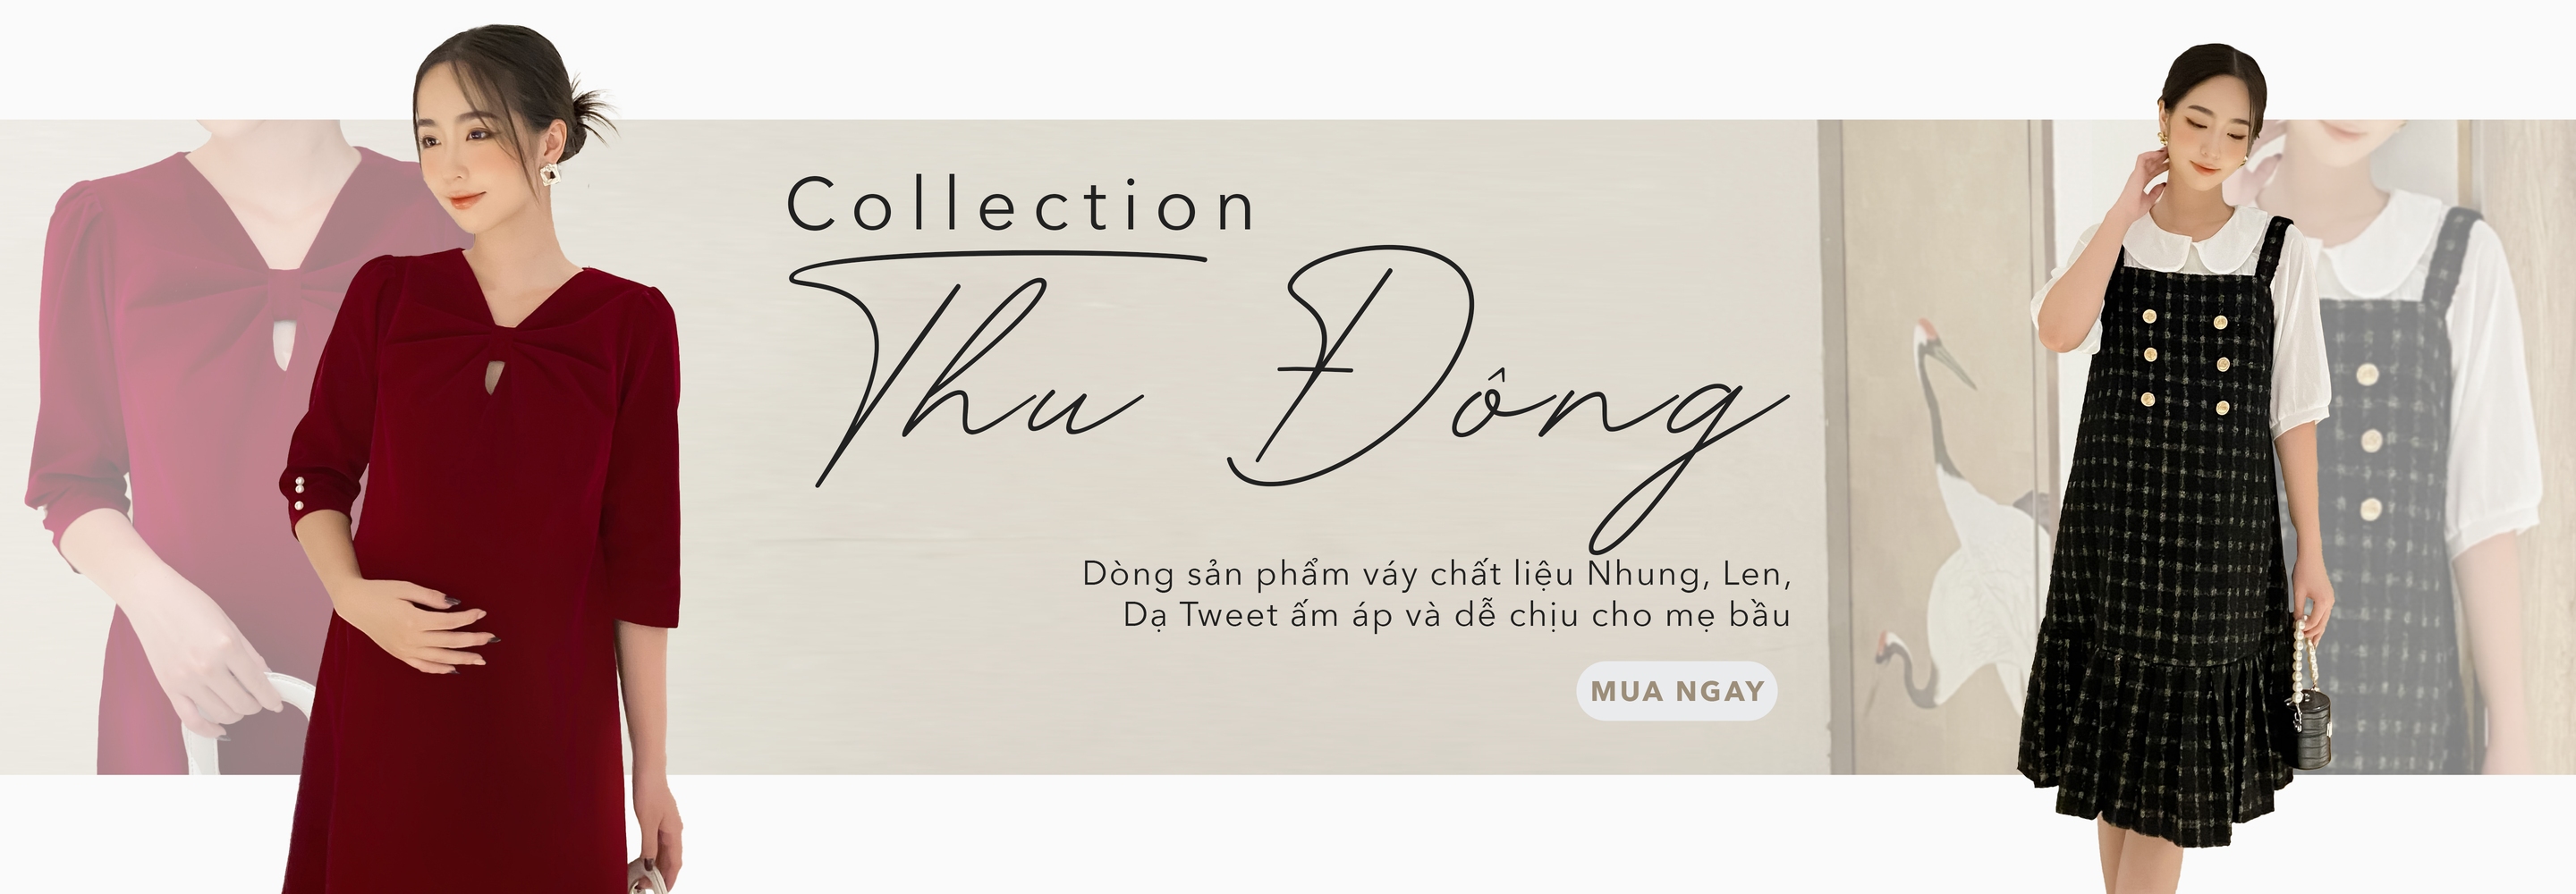 Collection
Thu Đông
Dòng sản phẩm váy chất liệu Nhung, Len,
Dạ Tweet ấm áp và dễ chịu cho mẹ bầu
MUA NGAY